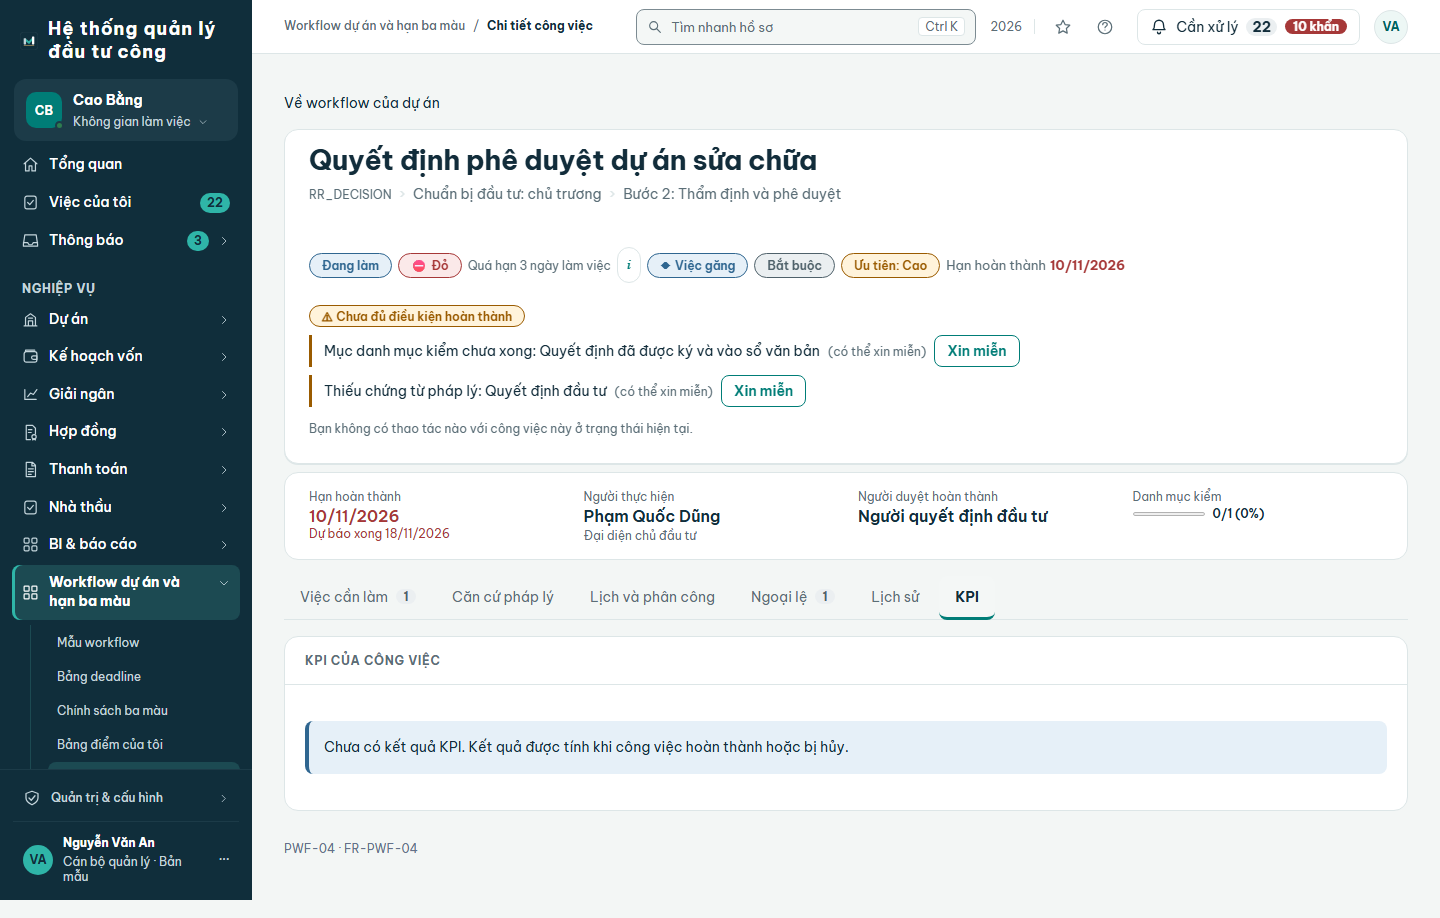 Hệ thống quản lý
đầu tư công
CB
Cao Bằng
Không gian làm việc
Tổng quan
Việc của tôi 22
Thông báo 3
NGHIỆP VỤ
Dự án
Kế hoạch vốn
Giải ngân
Hợp đồng
Thanh toán
Nhà thầu
BI & báo cáo
Workflow dự án và
hạn ba màu
Mẫu workflow
Bảng deadline
Chính sách ba màu
Bảng điểm của tôi
Quản trị & cấu hình
VA
Nguyễn Văn An
Cán bộ quản lý · Bản
mẫu
Workflow dự án và hạn ba màu / Chi tiết công việc
Tìm nhanh hồ sơ Ctrl K
2026
Cần xử lý 22 10 khẩn
VA
Về workflow của dự án
Quyết định phê duyệt dự án sửa chữa
RR_DECISION › Chuẩn bị đầu tư: chủ trương › Bước 2: Thẩm định và phê duyệt
Đang làm ⛔ Đỏ Quá hạn 3 ngày làm việc i ◆ Việc găng Bắt buộc Ưu tiên: Cao Hạn hoàn thành 10/11/2026
⚠ Chưa đủ điều kiện hoàn thành
Mục danh mục kiểm chưa xong: Quyết định đã được ký và vào sổ văn bản (có thể xin miễn) Xin miễn
Thiếu chứng từ pháp lý: Quyết định đầu tư (có thể xin miễn) Xin miễn
Bạn không có thao tác nào với công việc này ở trạng thái hiện tại.
Hạn hoàn thành
10/11/2026
Dự báo xong 18/11/2026
Người thực hiện
Phạm Quốc Dũng
Đại diện chủ đầu tư
Người duyệt hoàn thành
Người quyết định đầu tư
Danh mục kiểm
0/1 (0%)
Việc cần làm 1 Căn cứ pháp lý Lịch và phân công Ngoại lệ 1 Lịch sử KPI
KPI CỦA CÔNG VIỆC
Chưa có kết quả KPI. Kết quả được tính khi công việc hoàn thành hoặc bị hủy.
PWF-04 · FR-PWF-04